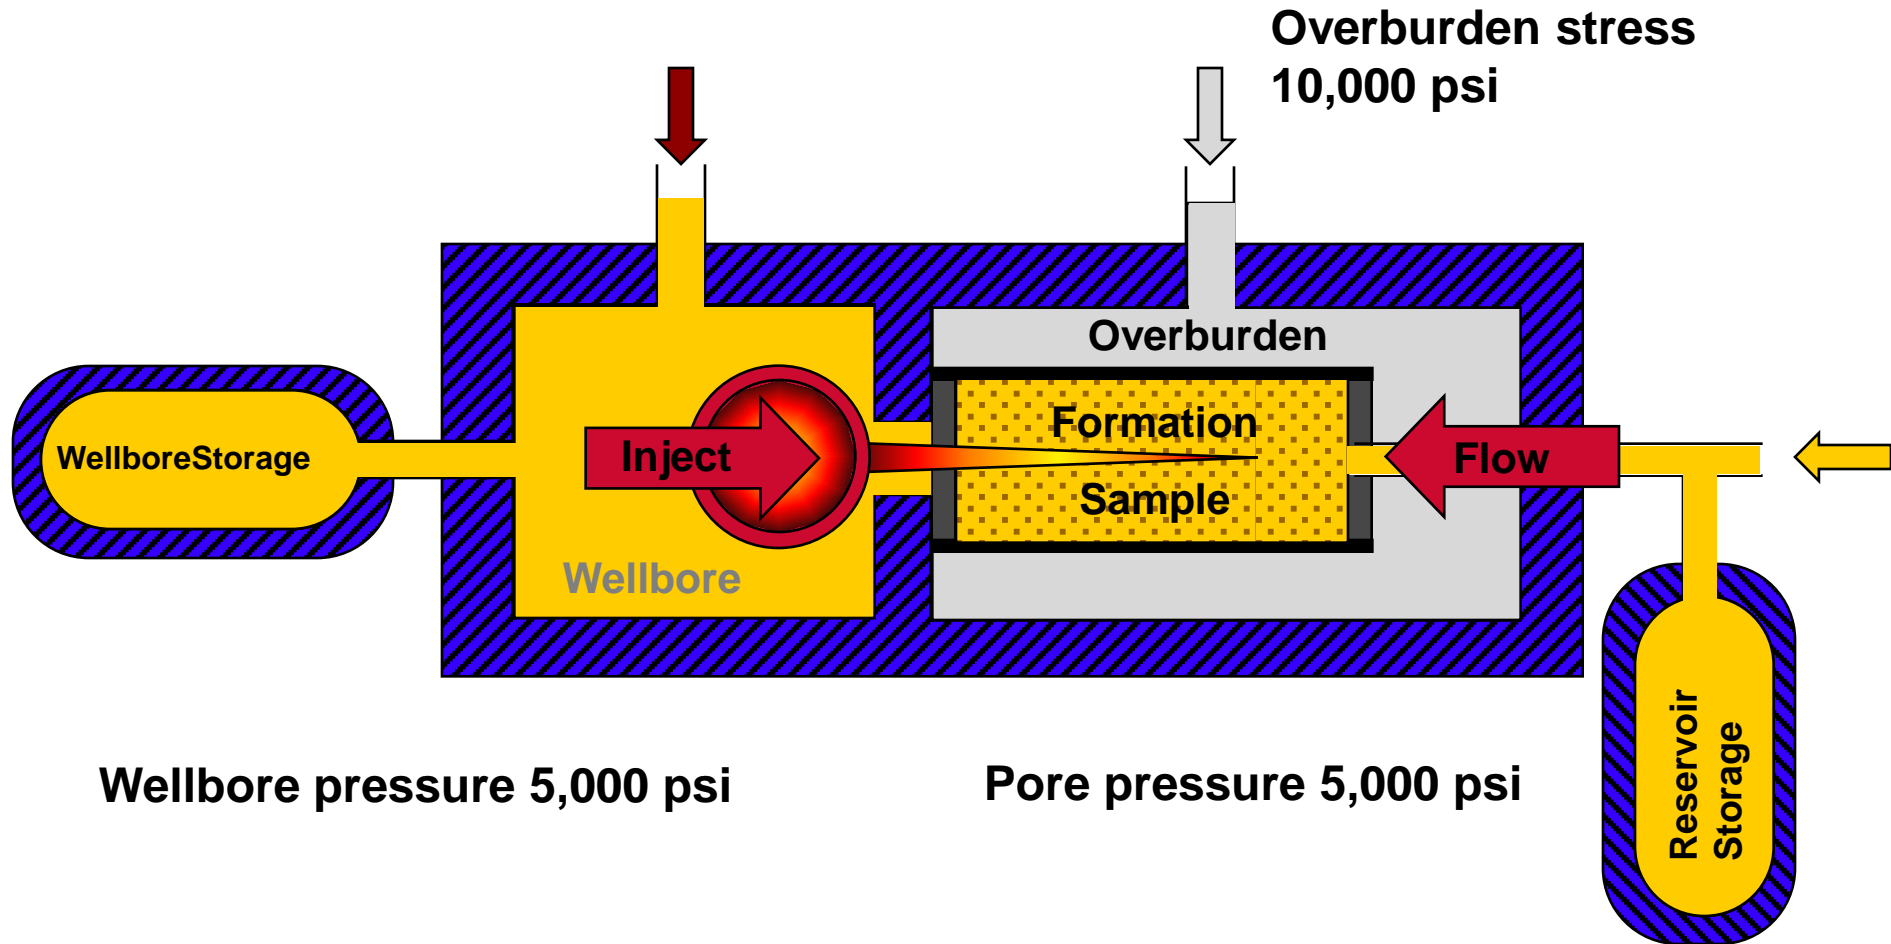 Overburden stress
10,000 psi
Overburden
Formation
Sample
Inject
Flow
WellboreStorage
Wellbore
Reservoir
Storage
Wellbore pressure 5,000 psi
Pore pressure 5,000 psi